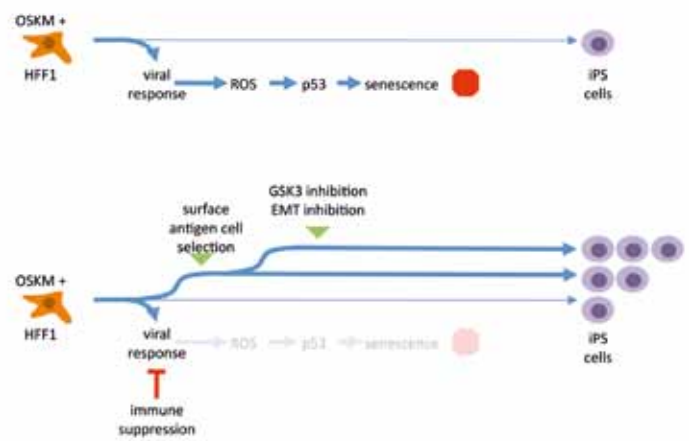 OSKM +
HFF1
viral
response
ROS
p53
senescence
iPS
cells
GSK3 inhibition
EMT inhibition
surface
antigen cell
selection
OSKM +
HFF1
viral
response
ROS
p53
senescence
iPS
cells
immune
suppression